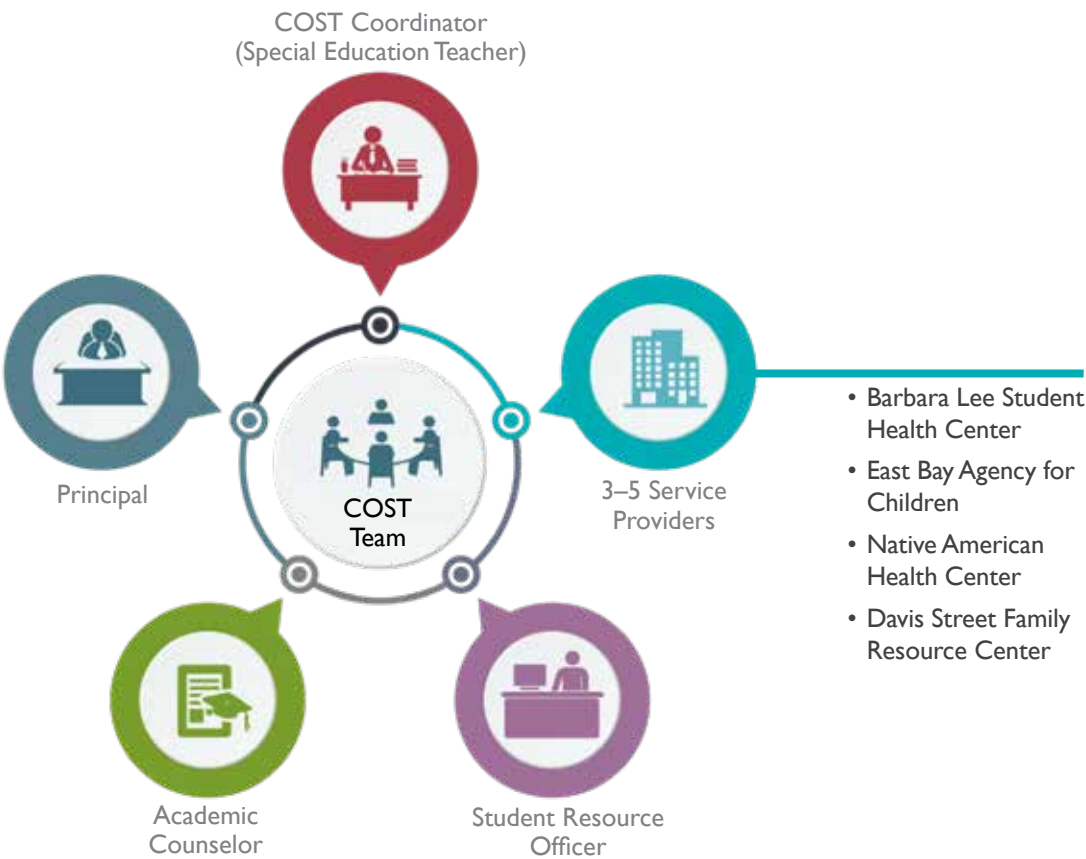 COST Coordinator
(Special Education Teacher)
Principal
COST
Team
3–5 Service
Providers
• Barbara Lee Student
Health Center
• East Bay Agency for
Children
• Native American
Health Center
• Davis Street Family
Resource Center
Academic
Counselor
Student Resource
Officer